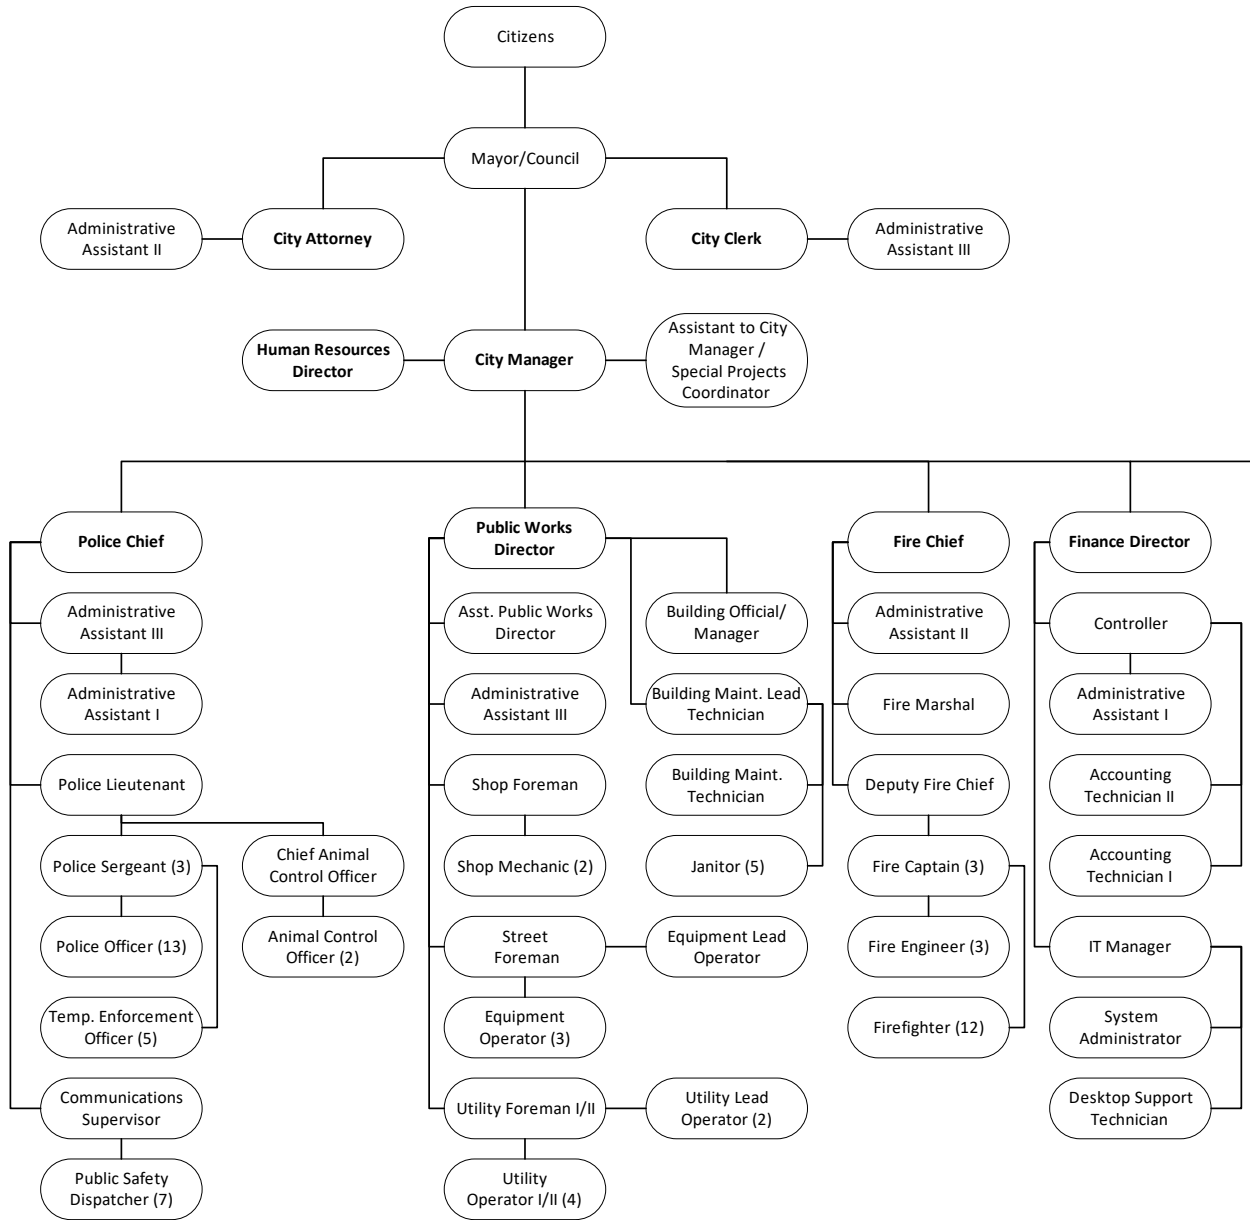 Citizens
Mayor/Council
Administrative
Assistant II
City Attorney
City Clerk
Administrative
Assistant III
Human Resources
Director
City Manager
Assistant to City
Manager /
Special Projects
Coordinator
Police Chief
Administrative
Assistant III
Administrative
Assistant I
Police Lieutenant
Police Sergeant (3)
Chief Animal
Control Officer
Police Officer (13)
Animal Control
Officer (2)
Temp. Enforcement
Officer (5)
Communications
Supervisor
Public Safety
Dispatcher (7)
Public Works
Director
Asst. Public Works
Director
Building Official/
Manager
Administrative
Assistant III
Building Maint. Lead
Technician
Shop Foreman
Building Maint.
Technician
Shop Mechanic (2)
Janitor (5)
Street
Foreman
Equipment Lead
Operator
Equipment
Operator (3)
Utility Foreman I/II
Utility Lead
Operator (2)
Utility
Operator I/II (4)
Fire Chief
Administrative
Assistant II
Fire Marshal
Deputy Fire Chief
Fire Captain (3)
Fire Engineer (3)
Firefighter (12)
Finance Director
Controller
Administrative
Assistant I
Accounting
Technician II
Accounting
Technician I
IT Manager
System
Administrator
Desktop Support
Technician